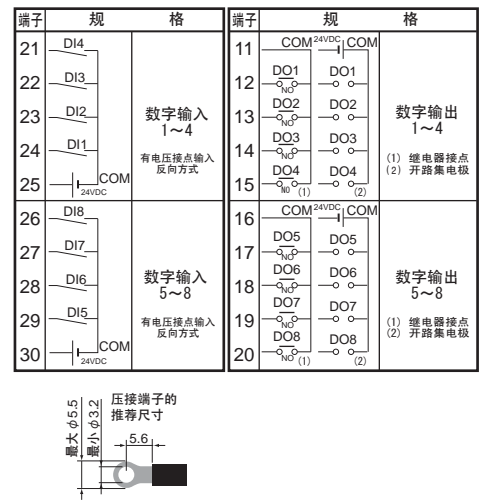 端子 规 格 端子 规 格
21 DI4
22 DI3
23 DI2
24 DI1
25 COM
24VDC
数字输入
1～4
有电压接点输入
反向方式
11 COM 24VDC COM
12 DO1 NO DO1
13 DO2 NO DO2
14 DO3 NO DO3
15 DO4 NO (1) DO4 (2)
数字输出
1～4
(1) 继电器接点
(2) 开路集电极
26 DI8
27 DI7
28 DI6
29 DI5
30 COM
24VDC
数字输入
5～8
有电压接点输入
反向方式
16 COM 24VDC COM
17 DO5 NO DO5
18 DO6 NO DO6
19 DO7 NO DO7
20 DO8 NO (1) DO8 (2)
数字输出
5～8
(1) 继电器接点
(2) 开路集电极
最大φ5.5
最小φ3.2
压接端子的
推荐尺寸
5.6